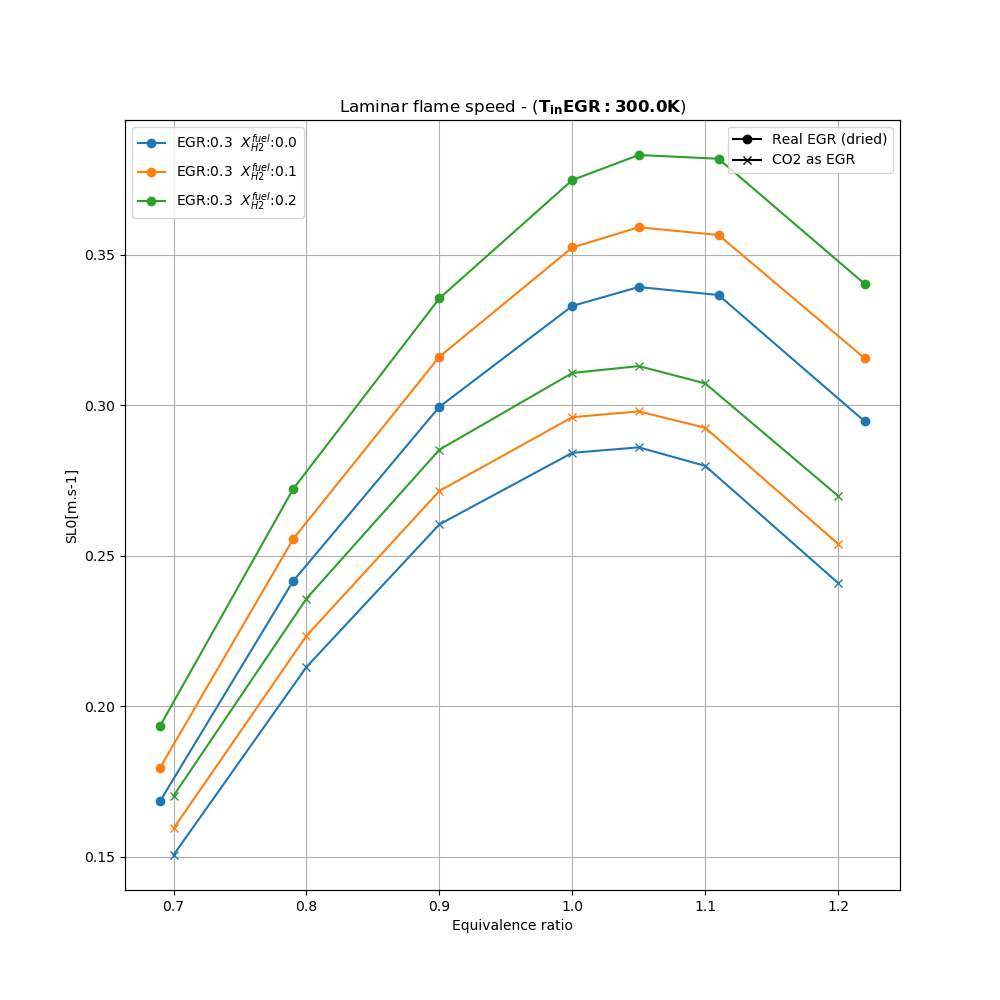 Laminar flame speed - (T_in EGR : 300.0K)
EGR:0.3 X_H2^fuel:0.0
EGR:0.3 X_H2^fuel:0.1
EGR:0.3 X_H2^fuel:0.2
Real EGR (dried)
CO2 as EGR
SL0[m.s-1]
0.35
0.30
0.25
0.20
0.15
0.7 0.8 0.9 1.0 1.1 1.2
Equivalence ratio